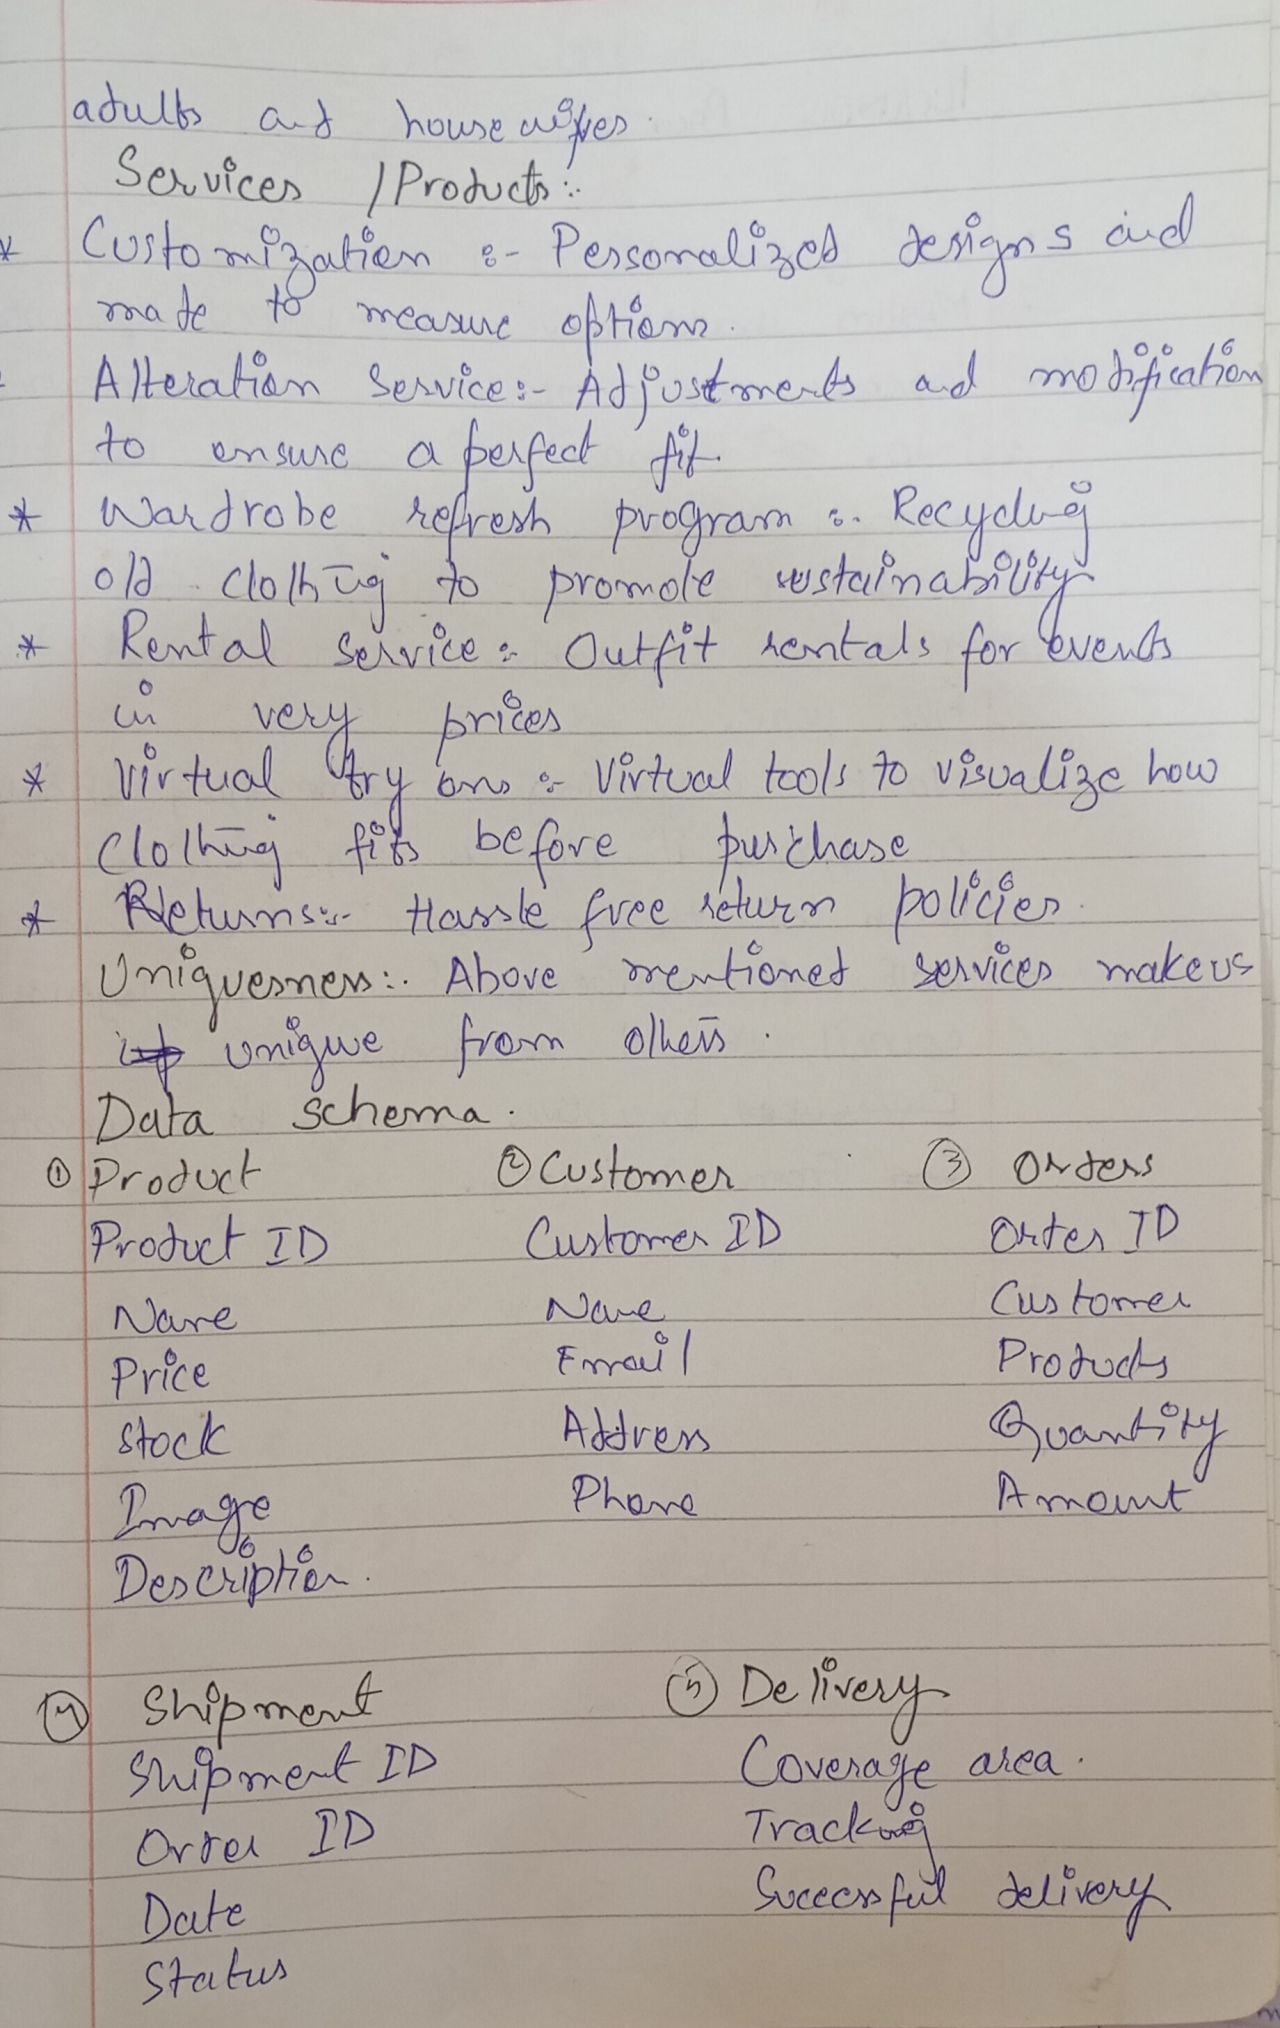 adults and housewifes.
Services / Products:-
* Customization :- Personalized designs and
made to measure options.
Alteration Service:- Adjustments and modification
to ensure a perfect fit.
* Wardrobe refresh program :- Recycling
old clothing to promote sustainability
* Rental Service :- Outfit rentals for events
in very prices
* Virtual try ons :- Virtual tools to visualize how
clothing fits before purchase
* Returns:- Hassle free return policies.
Uniquesness:- Above mentioned services make us
unique from others.
Data schema.
① Product ② Customer ③ Orders
Product ID Customer ID Order ID
Name Name Customer
Price Email Products
Stock Address Quantity
Image Phone Amount
Description.
④ Shipment ⑤ Delivery
Shipment ID Coverage area.
Order ID Tracking
Date Successful delivery
Status